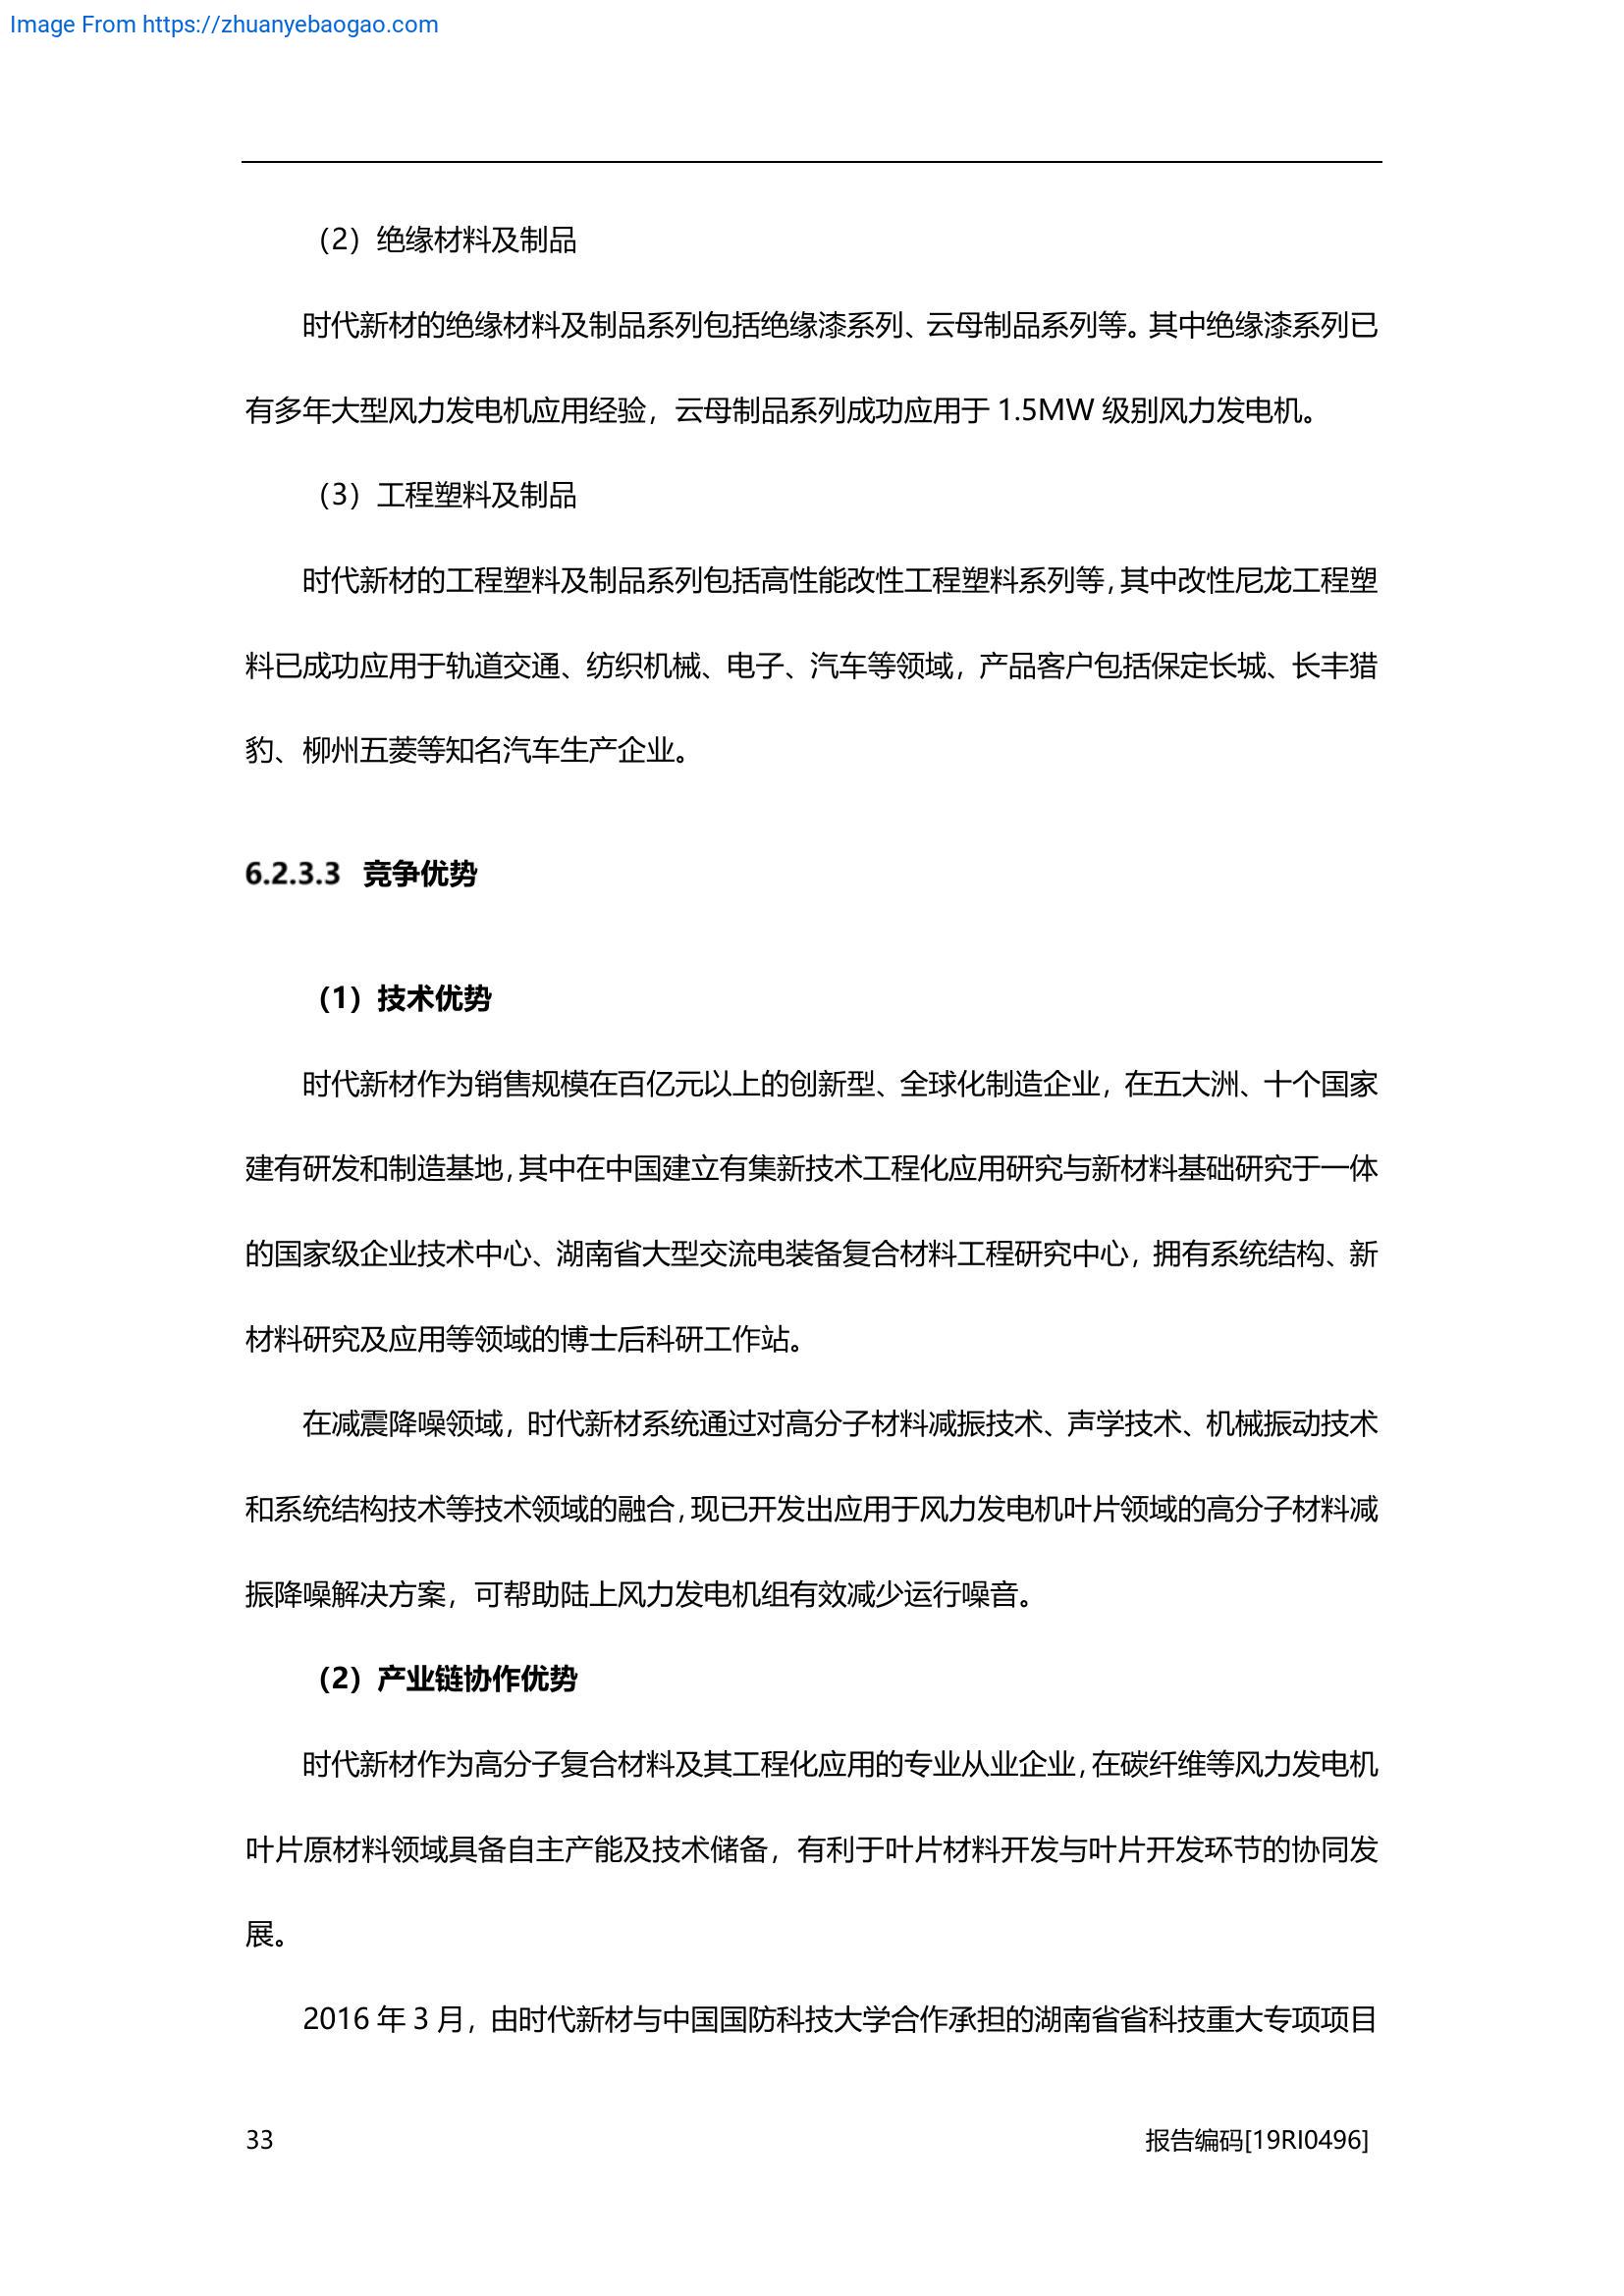 Image From https://zhuanyebaogao.com
（2）绝缘材料及制品
时代新材的绝缘材料及制品系列包括绝缘漆系列、云母制品系列等。其中绝缘漆系列已
有多年大型风力发电机应用经验，云母制品系列成功应用于 1.5MW 级别风力发电机。
（3）工程塑料及制品
时代新材的工程塑料及制品系列包括高性能改性工程塑料系列等，其中改性尼龙工程塑
料已成功应用于轨道交通、纺织机械、电子、汽车等领域，产品客户包括保定长城、长丰猎
豹、柳州五菱等知名汽车生产企业。
6.2.3.3 竞争优势
（1）技术优势
时代新材作为销售规模在百亿元以上的创新型、全球化制造企业，在五大洲、十个国家
建有研发和制造基地，其中在中国建立有集新技术工程化应用研究与新材料基础研究于一体
的国家级企业技术中心、湖南省大型交流电装备复合材料工程研究中心，拥有系统结构、新
材料研究及应用等领域的博士后科研工作站。
在减震降噪领域，时代新材系统通过对高分子材料减振技术、声学技术、机械振动技术
和系统结构技术等技术领域的融合，现已开发出应用于风力发电机叶片领域的高分子材料减
振降噪解决方案，可帮助陆上风力发电机组有效减少运行噪音。
（2）产业链协作优势
时代新材作为高分子复合材料及其工程化应用的专业从业企业，在碳纤维等风力发电机
叶片原材料领域具备自主产能及技术储备，有利于叶片材料开发与叶片开发环节的协同发
展。
2016 年 3 月，由时代新材与中国国防科技大学合作承担的湖南省省科技重大专项项目
33
报告编码[19RI0496]